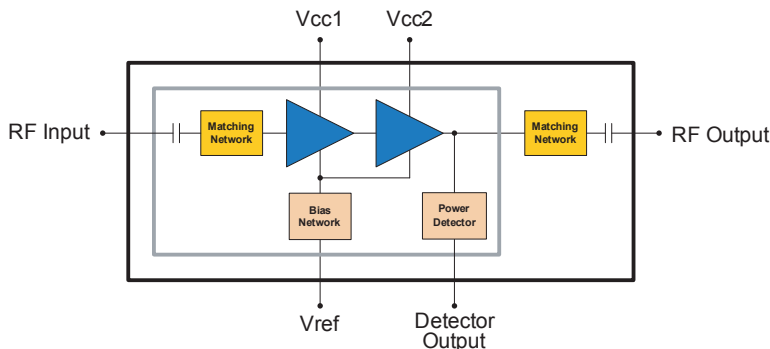 Vcc1
Vcc2
RF Input
Matching
Network
Matching
Network
RF Output
Bias
Network
Power
Detector
Vref
Detector
Output